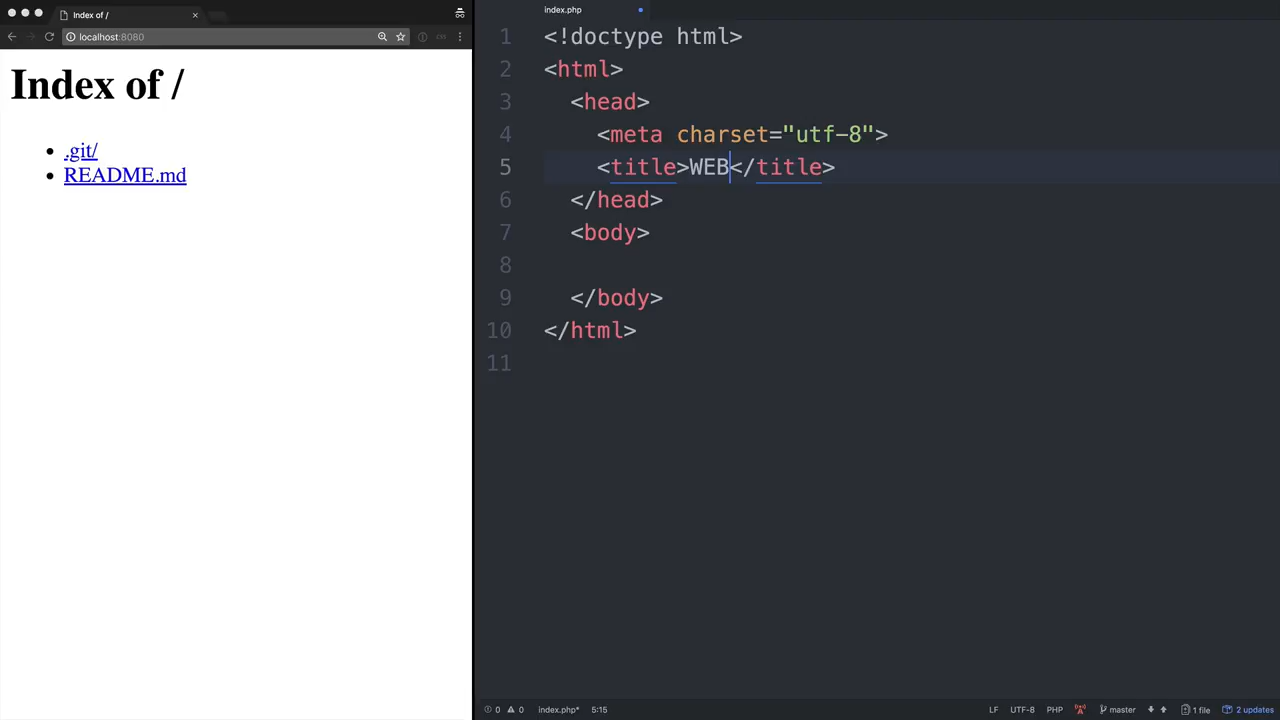 Index of /
localhost:8080
Index of /
.git/
README.md
index.php
1 <!doctype html>
2 <html>
3 <head>
4 <meta charset="utf-8">
5 <title>WEB</title>
6 </head>
7 <body>
8
9 </body>
10 </html>
11
0 0 index.php* 5:15 LF UTF-8 PHP master 1 file 2 updates